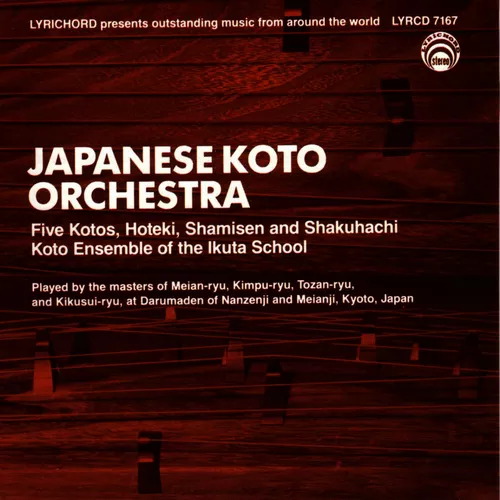 LYRICHORD presents outstanding music from around the world LYRCD 7167
LYRICHORD
stereo
JAPANESE KOTO
ORCHESTRA
Five Kotos, Hoteki, Shamisen and Shakuhachi
Koto Ensemble of the Ikuta School
Played by the masters of Meian-ryu, Kimpu-ryu, Tozan-ryu,
and Kikusui-ryu, at Darumaden of Nanzenji and Meianji, Kyoto, Japan